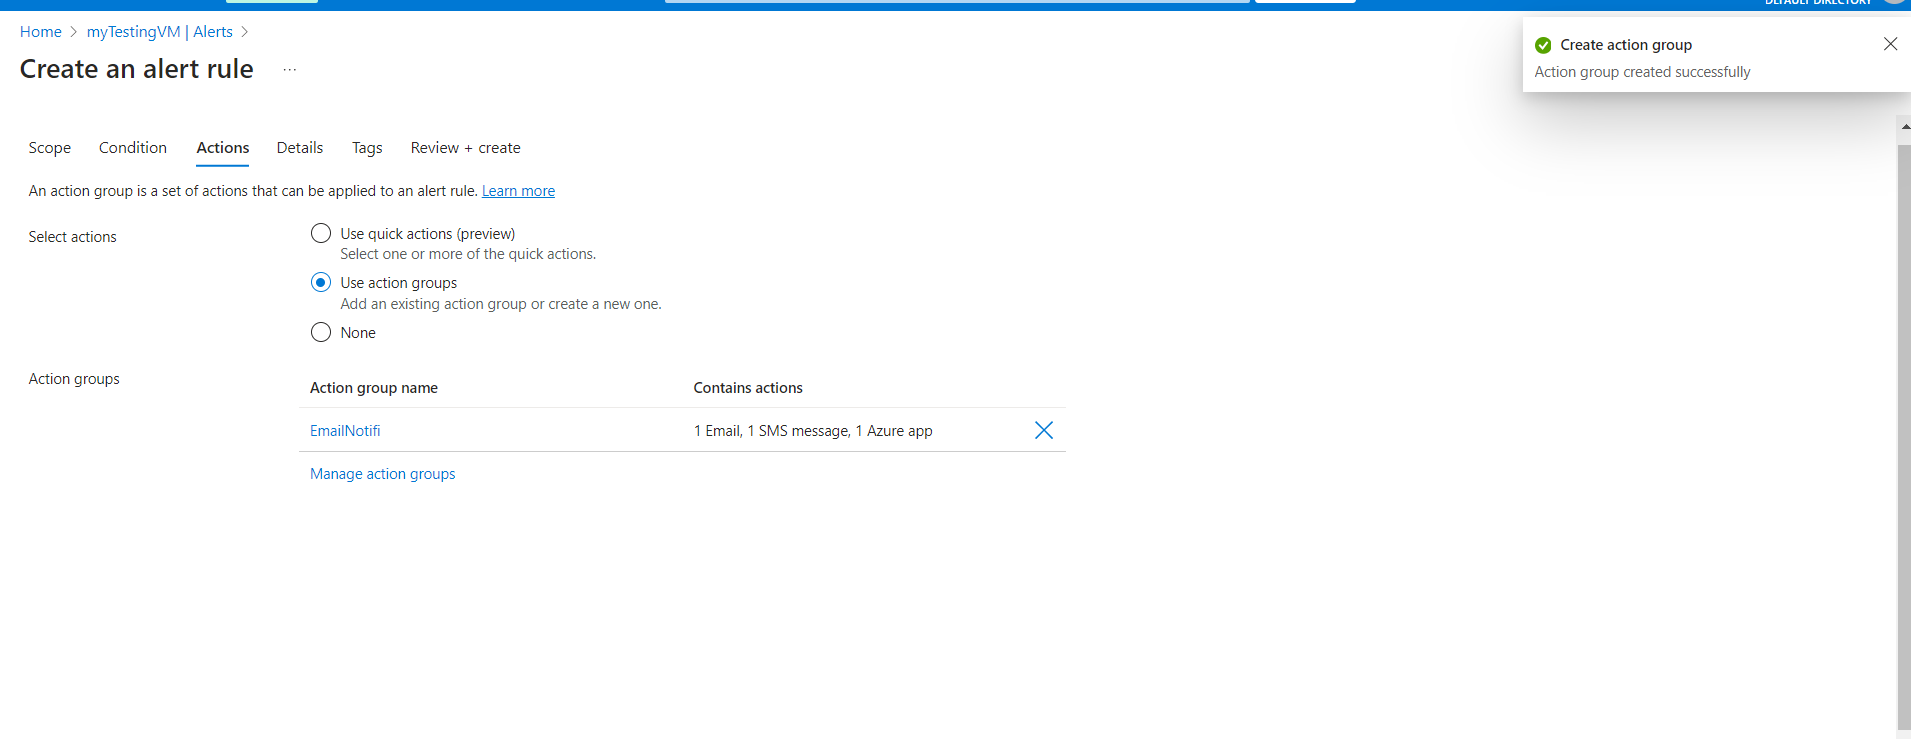 DEFAULT DIRECTORY
Home > myTestingVM | Alerts >
Create an alert rule ...
Create action group
Action group created successfully
Scope Condition Actions Details Tags Review + create
An action group is a set of actions that can be applied to an alert rule. Learn more
Select actions
Use quick actions (preview)
Select one or more of the quick actions.
Use action groups
Add an existing action group or create a new one.
None
Action groups
Action group name Contains actions
EmailNotifi 1 Email, 1 SMS message, 1 Azure app
Manage action groups